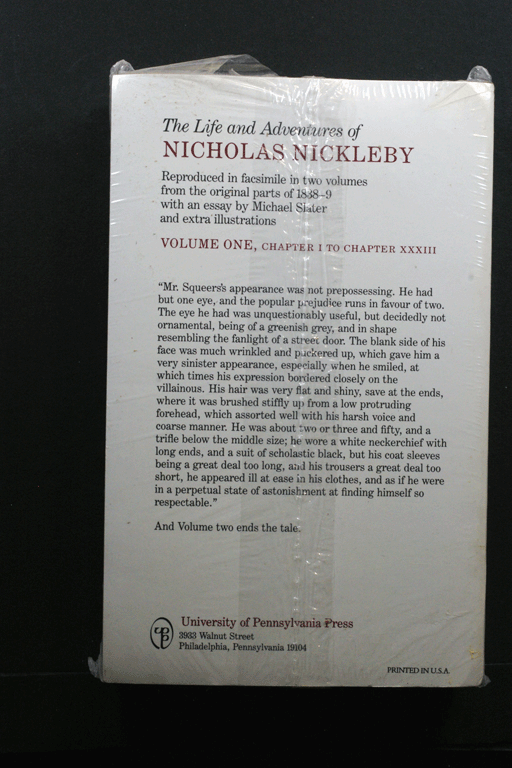 The Life and Adventures of
NICHOLAS NICKLEBY
Reproduced in facsimile in two volumes
from the original parts of 1838–9
with an essay by Michael Slater
and extra illustrations
VOLUME ONE, CHAPTER I TO CHAPTER XXXIII
“Mr. Squeers's appearance was not prepossessing. He had
but one eye, and the popular prejudice runs in favour of two.
The eye he had was unquestionably useful, but decidedly not
ornamental, being of a greenish grey, and in shape
resembling the fanlight of a street door. The blank side of his
face was much wrinkled and puckered up, which gave him a
very sinister appearance, especially when he smiled, at
which times his expression bordered closely on the
villainous. His hair was very flat and shiny, save at the ends,
where it was brushed stiffly up from a low protruding
forehead, which assorted well with his harsh voice and
coarse manner. He was about two or three and fifty, and a
trifle below the middle size; he wore a white neckerchief with
long ends, and a suit of scholastic black, but his coat sleeves
being a great deal too long, and his trousers a great deal too
short, he appeared ill at ease in his clothes, and as if he were
in a perpetual state of astonishment at finding himself so
respectable.”
And Volume two ends the tale.
University of Pennsylvania Press
3933 Walnut Street
Philadelphia, Pennsylvania 19104
PRINTED IN U.S.A.